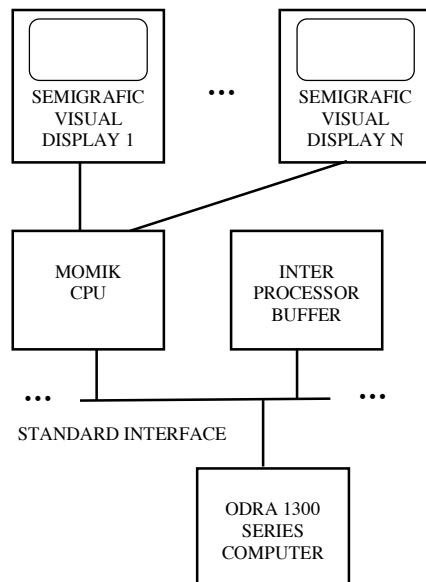 SEMIGRAFIC
VISUAL
DISPLAY 1
...
SEMIGRAFIC
VISUAL
DISPLAY N
MOMIK
CPU
INTER
PROCESSOR
BUFFER
...
...
STANDARD INTERFACE
ODRA 1300
SERIES
COMPUTER